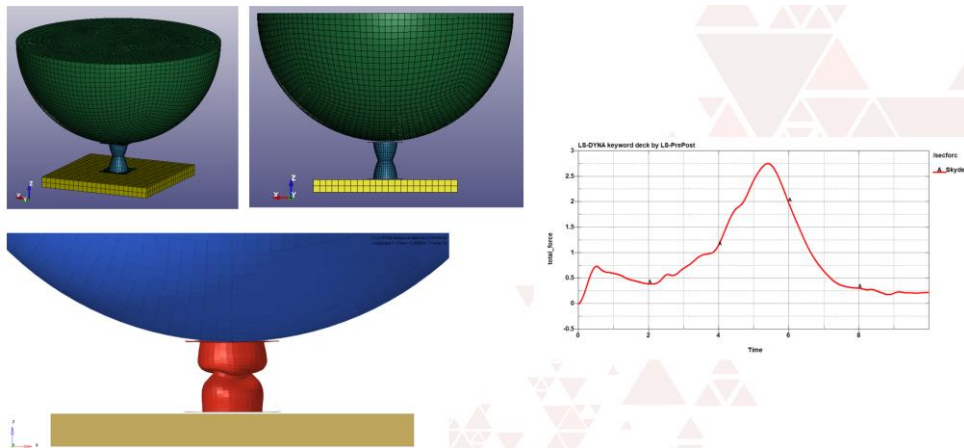 Z
X
Y
Z
X
Y
LS-DYNA keyword deck by LS-PrePost
/secforc
A Skyde
total_force
3
2.5
2
1.5
1
0.5
0
-0.5
A
A
A
A
0
2
4
6
8
Time
Z
X